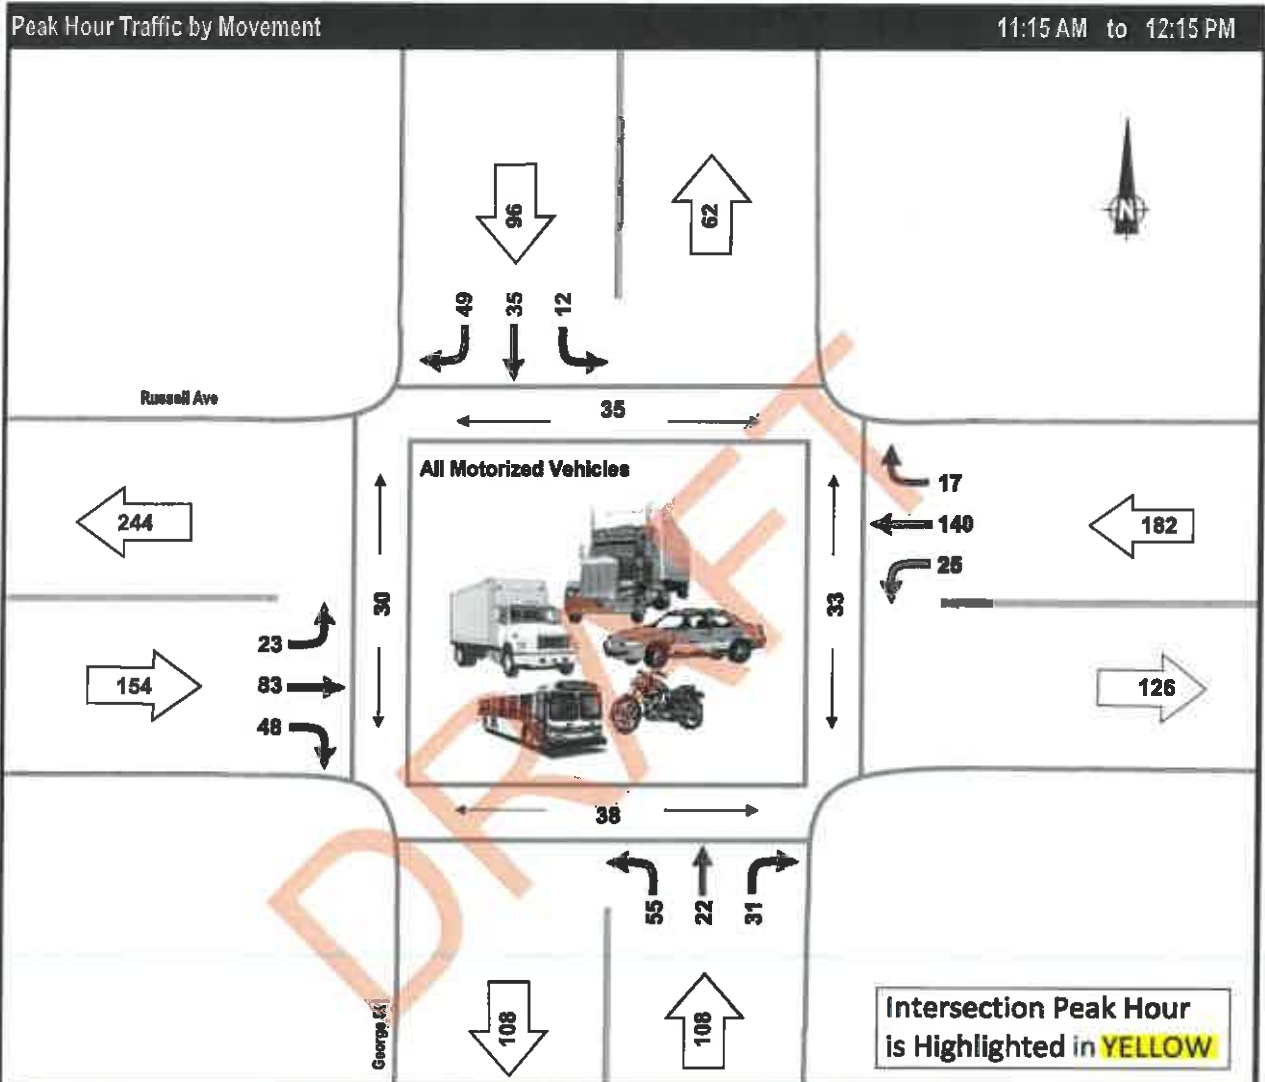 Peak Hour Traffic by Movement 11:15 AM to 12:15 PM
N
96
62
49 35 12
Russell Ave
35
All Motorized Vehicles
17
244
140
182
25
30
33
23
154
83
126
48
38
55 22 31
George St
108
108
Intersection Peak Hour
is Highlighted in YELLOW
DRAFT